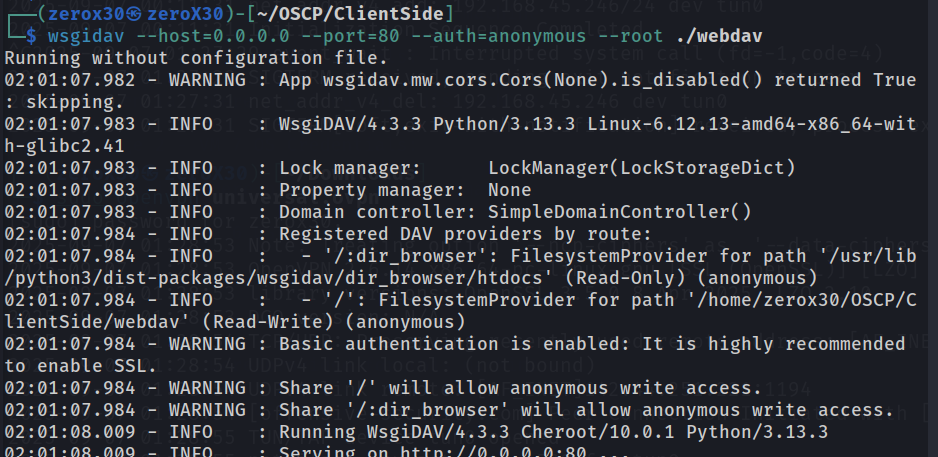 (zerox30㉿zeroX30)-[~/OSCP/ClientSide]
$ wsgidav --host=0.0.0.0 --port=80 --auth=anonymous --root ./webdav
Running without configuration file.
02:01:07.982 - WARNING : App wsgidav.mw.cors.Cors(None).is_disabled() returned True
: skipping.
02:01:07.983 - INFO    : WsgiDAV/4.3.3 Python/3.13.3 Linux-6.12.13-amd64-x86_64-wit
h-glibc2.41
02:01:07.983 - INFO    : Lock manager:      LockManager(LockStorageDict)
02:01:07.983 - INFO    : Property manager:  None
02:01:07.983 - INFO    : Domain controller: SimpleDomainController()
02:01:07.984 - INFO    : Registered DAV providers by route:
02:01:07.984 - INFO    :   - '/:dir_browser': FilesystemProvider for path '/usr/lib
/python3/dist-packages/wsgidav/dir_browser/htdocs' (Read-Only) (anonymous)
02:01:07.984 - INFO    :   - '/': FilesystemProvider for path '/home/zerox30/OSCP/C
lientSide/webdav' (Read-Write) (anonymous)
02:01:07.984 - WARNING : Basic authentication is enabled: It is highly recommended
to enable SSL.
02:01:07.984 - WARNING : Share '/' will allow anonymous write access.
02:01:07.984 - WARNING : Share '/:dir_browser' will allow anonymous write access.
02:01:08.009 - INFO    : Running WsgiDAV/4.3.3 Cheroot/10.0.1 Python/3.13.3
02:01:08.009 - INFO    : Serving on http://0.0.0.0:80 ...